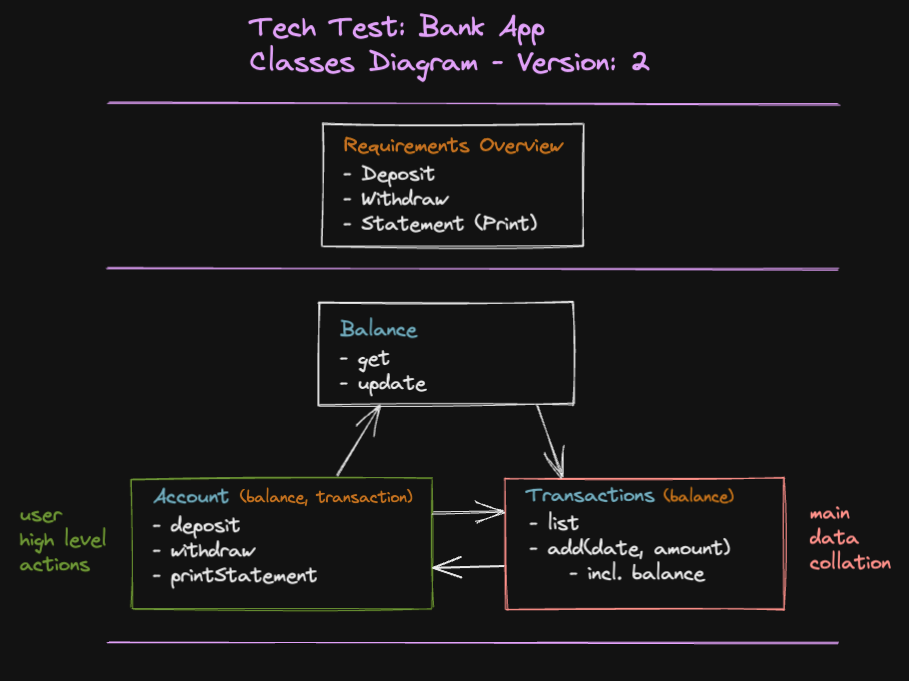 Tech Test: Bank App
Classes Diagram - Version: 2
Requirements Overview
- Deposit
- Withdraw
- Statement (Print)
Balance
- get
- update
user
high level
actions
Account (balance, transaction)
- deposit
- withdraw
- printStatement
Transactions (balance)
- list
- add(date, amount)
- incl. balance
main
data
collation